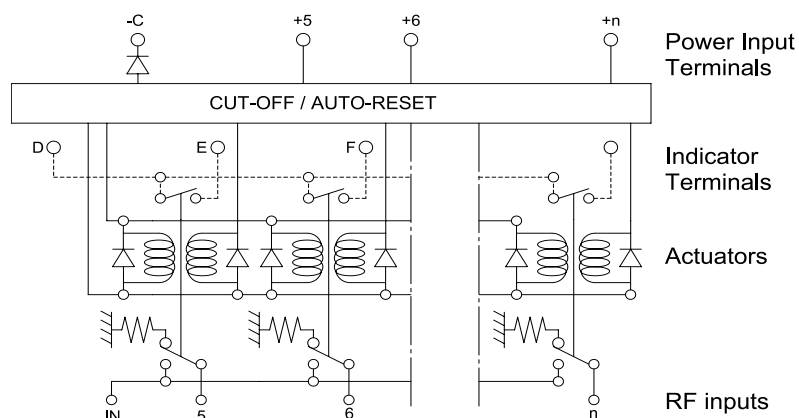 -C +5 +6 +n Power Input
Terminals
CUT-OFF / AUTO-RESET
D E F Indicator
Terminals
Actuators
IN 5 6 n RF inputs